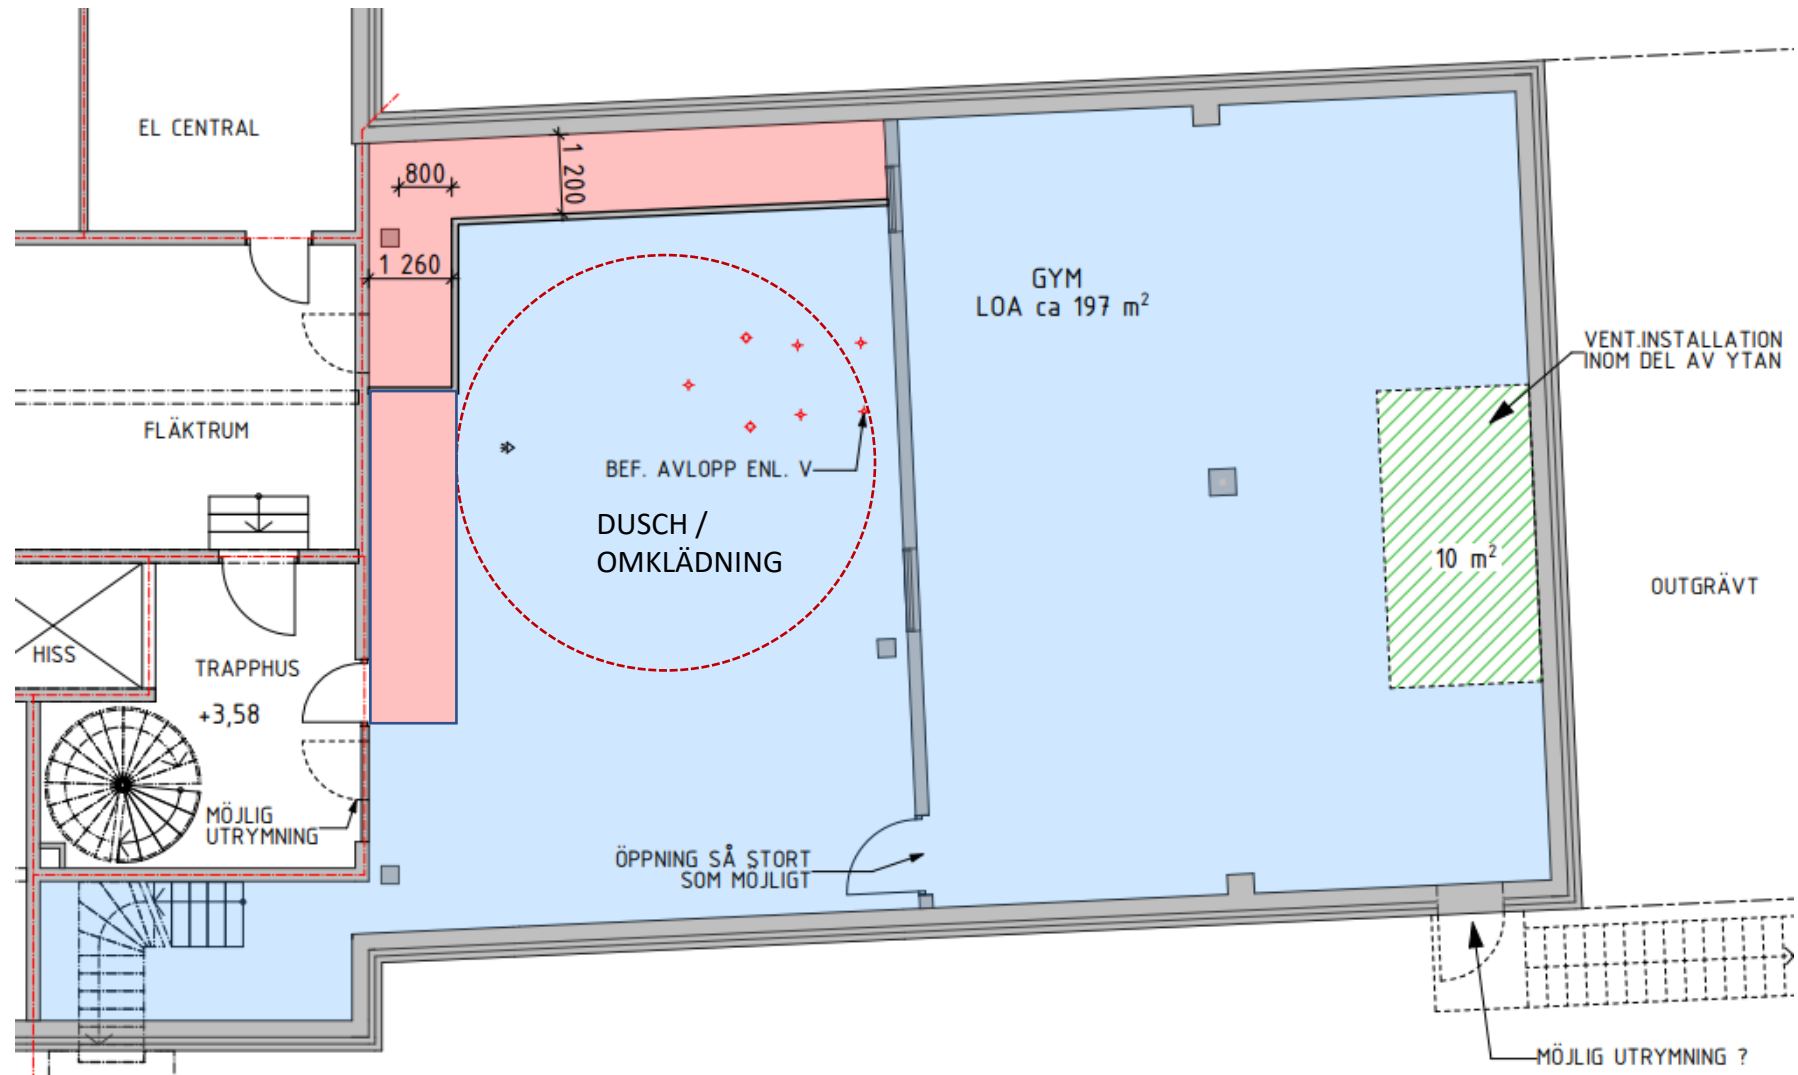 EL CENTRAL
800
1 200
1 260
GYM
LOA ca 197 m²
VENT.INSTALLATION
INOM DEL AV YTAN
FLÄKTRUM
BEF. AVLOPP ENL. V
DUSCH /
OMKLÄDNING
10 m²
OUTGRÄVT
HISS
TRAPPHUS
+3,58
MÖJLIG
UTRYMNING
ÖPPNING SÅ STORT
SOM MÖJLIGT
MÖJLIG UTRYMNING ?